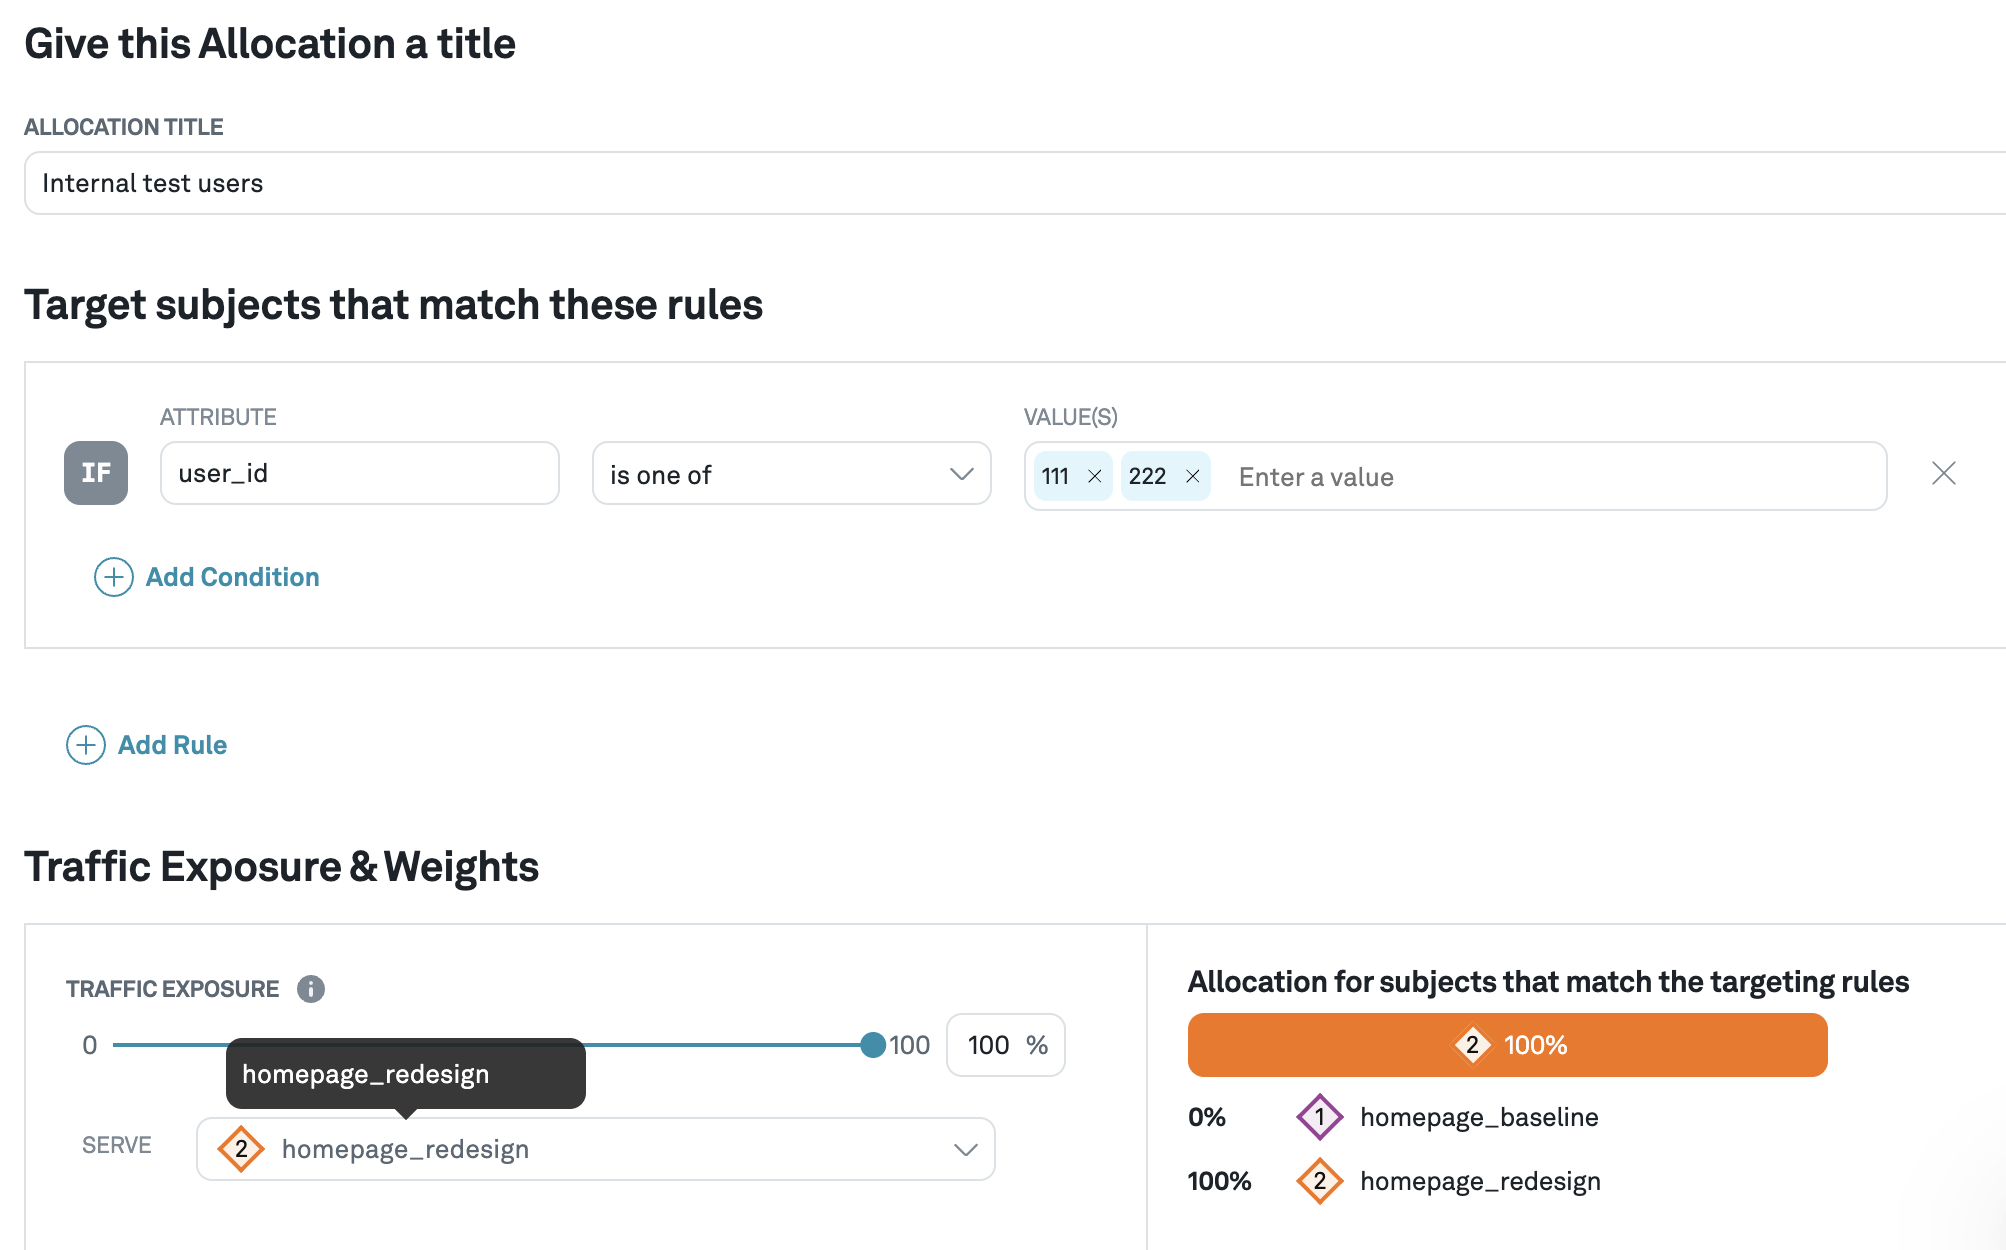 Give this Allocation a title
ALLOCATION TITLE
Internal test users
Target subjects that match these rules
ATTRIBUTE
VALUE(S)
IF
user_id
is one of
111
222
Enter a value
Add Condition
Add Rule
Traffic Exposure & Weights
TRAFFIC EXPOSURE
0
100
100 %
homepage_redesign
SERVE
2
homepage_redesign
Allocation for subjects that match the targeting rules
2 100%
0% 1 homepage_baseline
100% 2 homepage_redesign